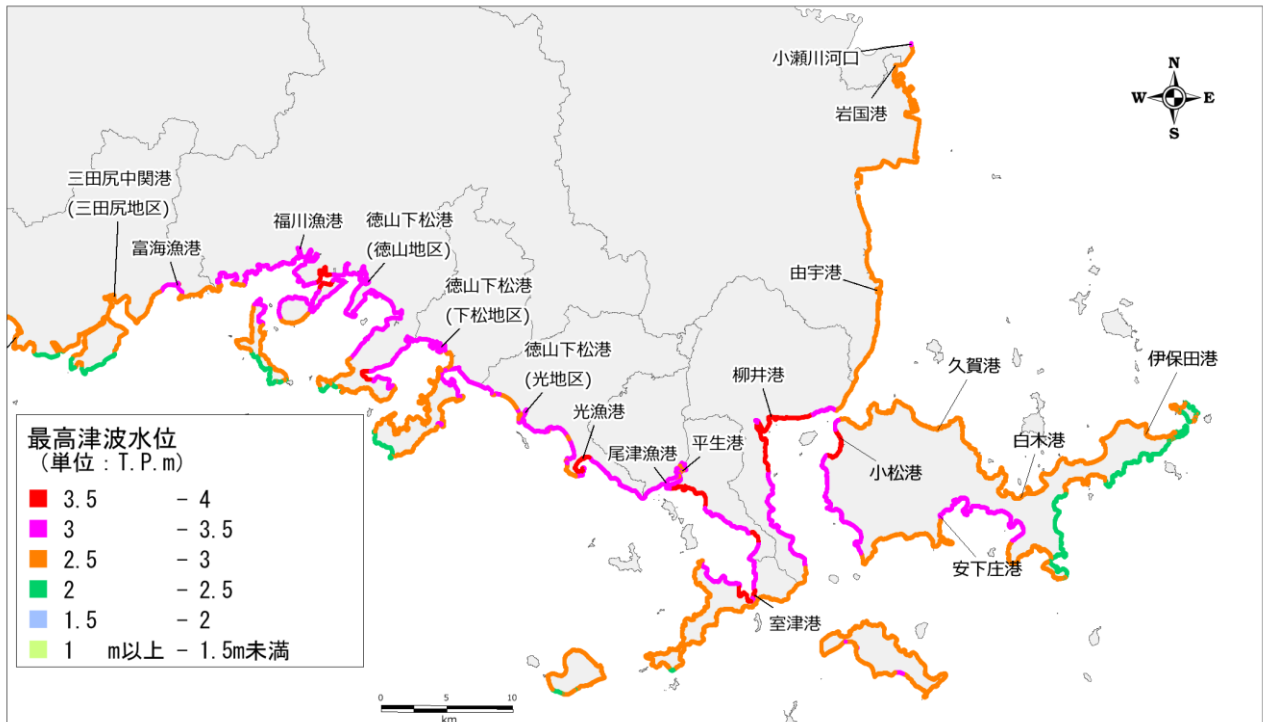 小瀬川河口
N
W E
S
岩国港
三田尻中関港
(三田尻地区)
福川漁港
徳山下松港
(徳山地区)
富海漁港
由宇港
徳山下松港
(下松地区)
徳山下松港
(光地区)
柳井港
久賀港
伊保田港
光漁港
尾津漁港
平生港
白木港
小松港
安下庄港
室津港
最高津波水位
(単位:T.P.m)
3.5 - 4
3 - 3.5
2.5 - 3
2 - 2.5
1.5 - 2
1 m以上 - 1.5m未満
0 5 10
km